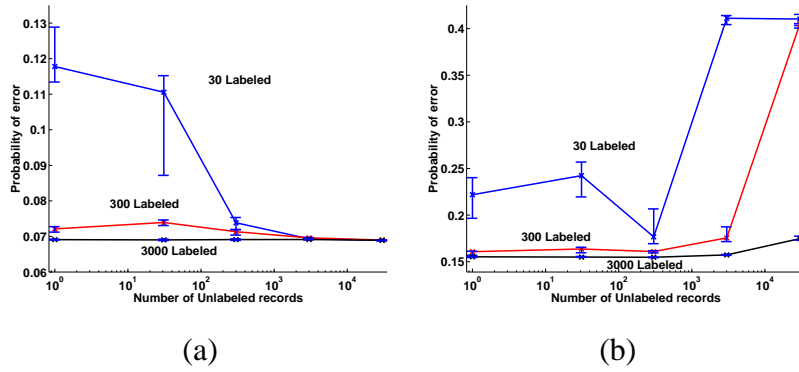 0.13
0.12
0.11
0.1
0.09
0.08
0.07
0.06
Probability of error
30 Labeled
300 Labeled
3000 Labeled
10^0
10^1
10^2
10^3
10^4
Number of Unlabeled records
(a)
0.4
0.35
0.3
0.25
0.2
0.15
Probability of error
30 Labeled
300 Labeled
3000 Labeled
10^0
10^1
10^2
10^3
10^4
Number of Unlabeled records
(b)